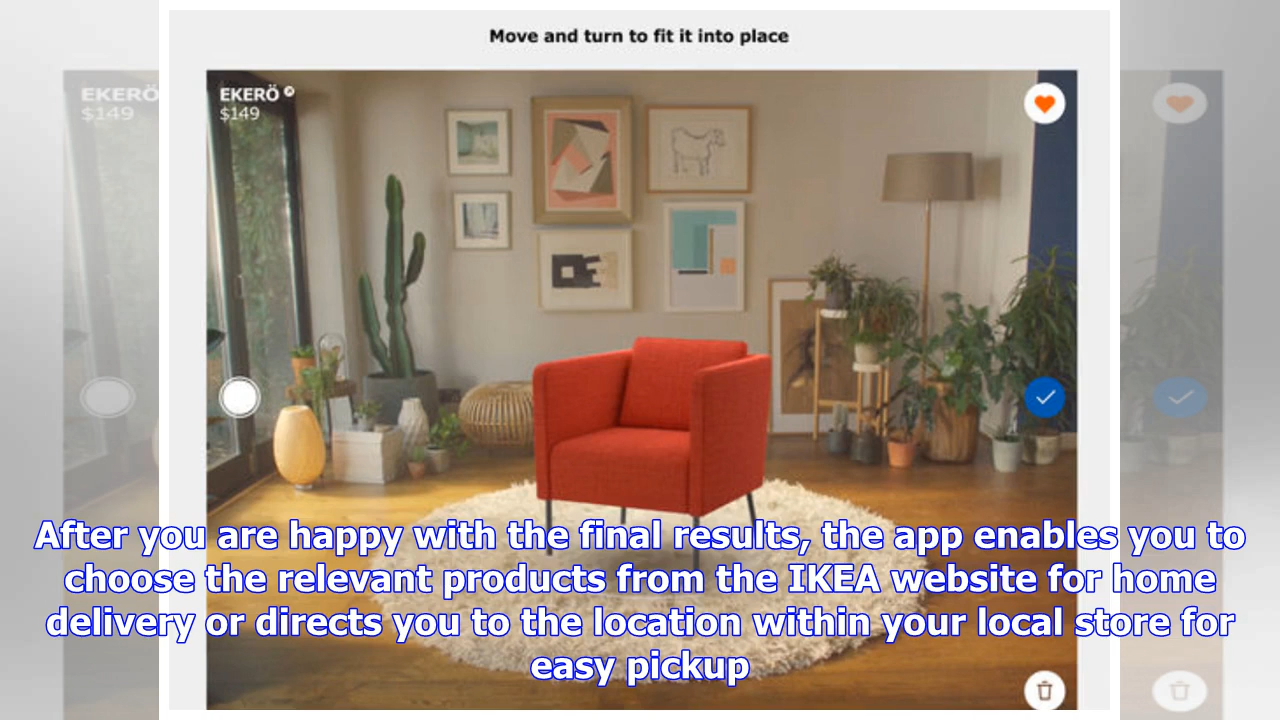 Move and turn to fit it into place
EKERÖ
$149
EKERÖ
$149
After you are happy with the final results, the app enables you to
choose the relevant products from the IKEA website for home
delivery or directs you to the location within your local store for
easy pickup